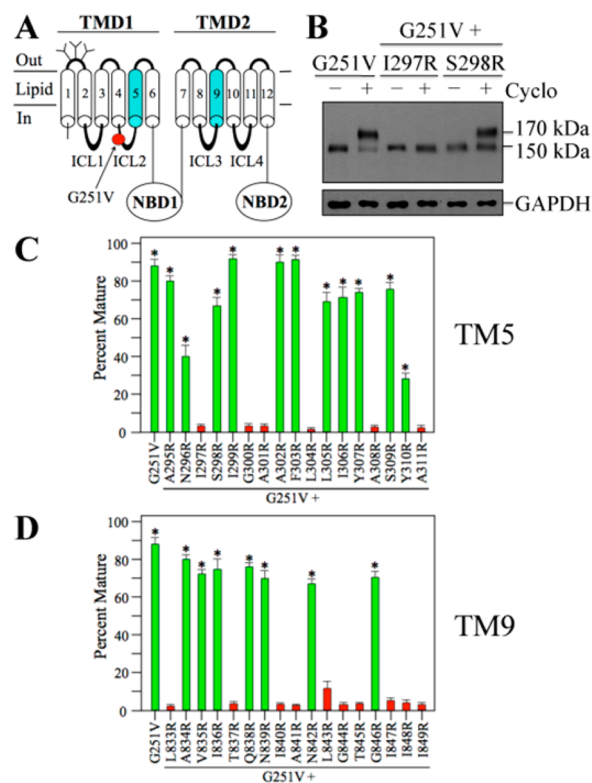 A
TMD1 TMD2
Out
Lipid
In
1 2 3 4 5 6 7 8 9 10 11 12
ICL1 ICL2 ICL3 ICL4
G251V
NBD1 NBD2
B
G251V +
G251V I297R S298R
− + − + − + Cyclo
170 kDa
150 kDa
GAPDH
C
Percent Mature
100
80
60
40
20
0
* * * * * * * * * * * *
G251V A295R N296R I297R S298R I299R G300R A301R A302R F303R L304R L305R I306R Y307R A308R S309R Y310R A311R
G251V +
TM5
D
Percent Mature
100
80
60
40
20
0
* * * * * * * *
G251V L833R A834R V835R I836R T837R Q838R N839R I840R A841R N842R L843R G844R T845R G846R I847R I848R I849R
G251V +
TM9